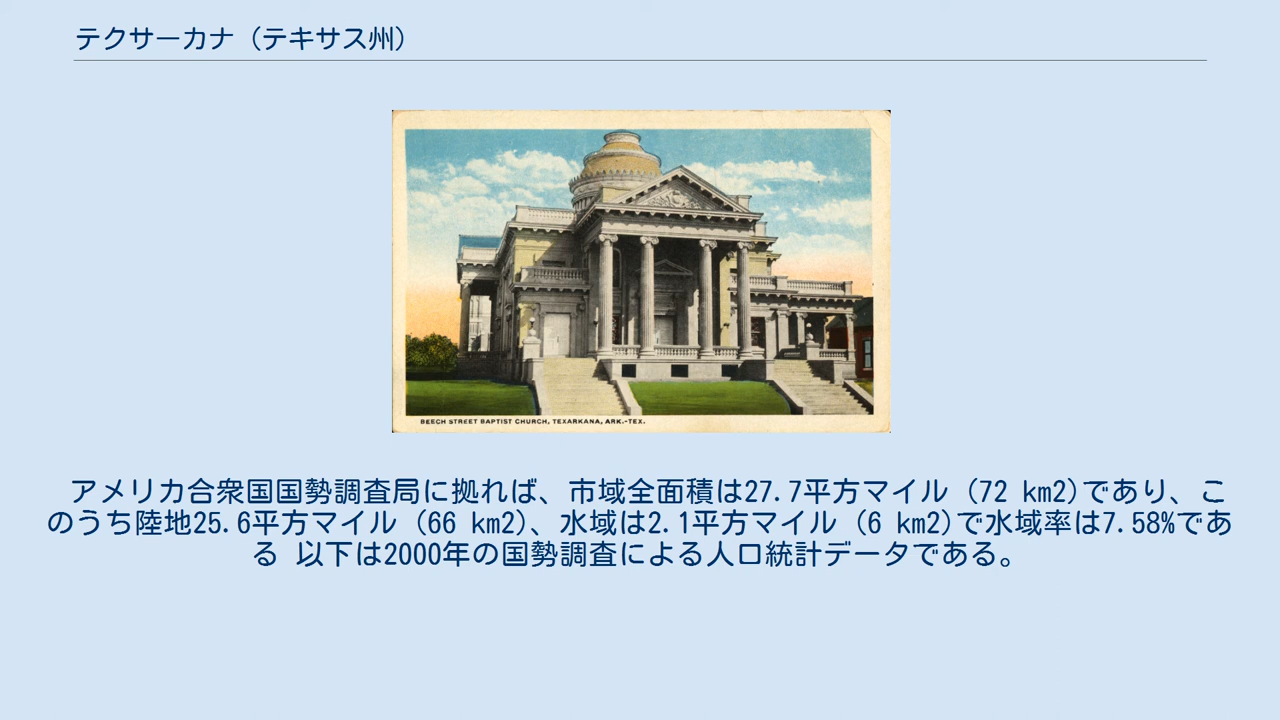 テクサーカナ (テキサス州)
BEECH STREET BAPTIST CHURCH, TEXARKANA, ARK.-TEX.
アメリカ合衆国国勢調査局に拠れば、市域全面積は27.7平方マイル (72 km2)であり、こ
のうち陸地25.6平方マイル (66 km2)、水域は2.1平方マイル (6 km2)で水域率は7.58%であ
る 以下は2000年の国勢調査による人口統計データである。